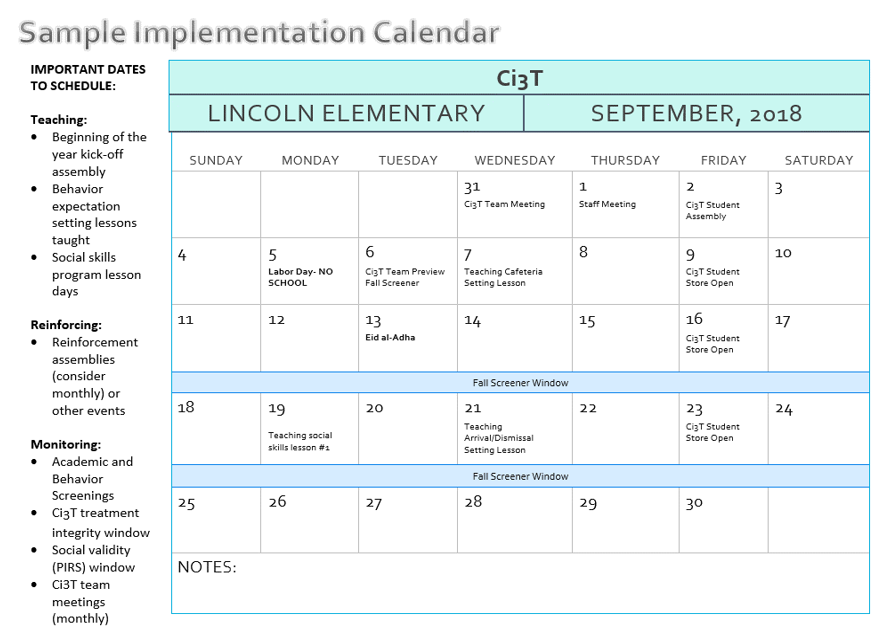 Sample Implementation Calendar
IMPORTANT DATES
TO SCHEDULE:
Teaching:
• Beginning of the
year kick-off
assembly
• Behavior
expectation
setting lessons
taught
• Social skills
program lesson
days
Reinforcing:
• Reinforcement
assemblies
(consider
monthly) or
other events
Monitoring:
• Academic and
Behavior
Screenings
• Ci3T treatment
integrity window
• Social validity
(PIRS) window
• Ci3T team
meetings
(monthly)
Ci3T
LINCOLN ELEMENTARY SEPTEMBER, 2018
SUNDAY MONDAY TUESDAY WEDNESDAY THURSDAY FRIDAY SATURDAY
31 1 2 3
Ci3T Team Meeting Staff Meeting Ci3T Student
Assembly
4 5 6 7 8 9 10
Labor Day- NO Ci3T Team Preview Teaching Cafeteria Ci3T Student
SCHOOL Fall Screener Setting Lesson Store Open
11 12 13 14 15 16 17
Eid al-Adha Ci3T Student
Store Open
Fall Screener Window
18 19 20 21 22 23 24
Teaching social Teaching Ci3T Student
skills lesson #1 Arrival/Dismissal Store Open
Setting Lesson
Fall Screener Window
25 26 27 28 29 30
NOTES: